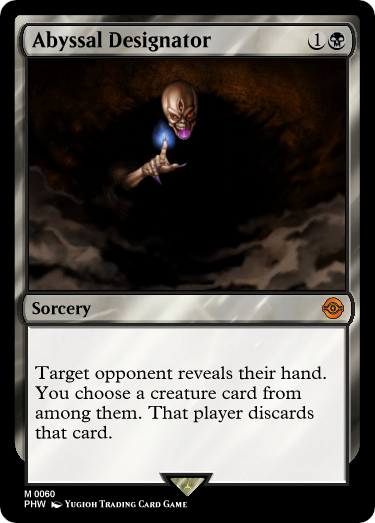 Abyssal Designator 1
Sorcery
Target opponent reveals their hand.
You choose a creature card from
among them. That player discards
that card.
M 0060
PHW Yugioh Trading Card Game